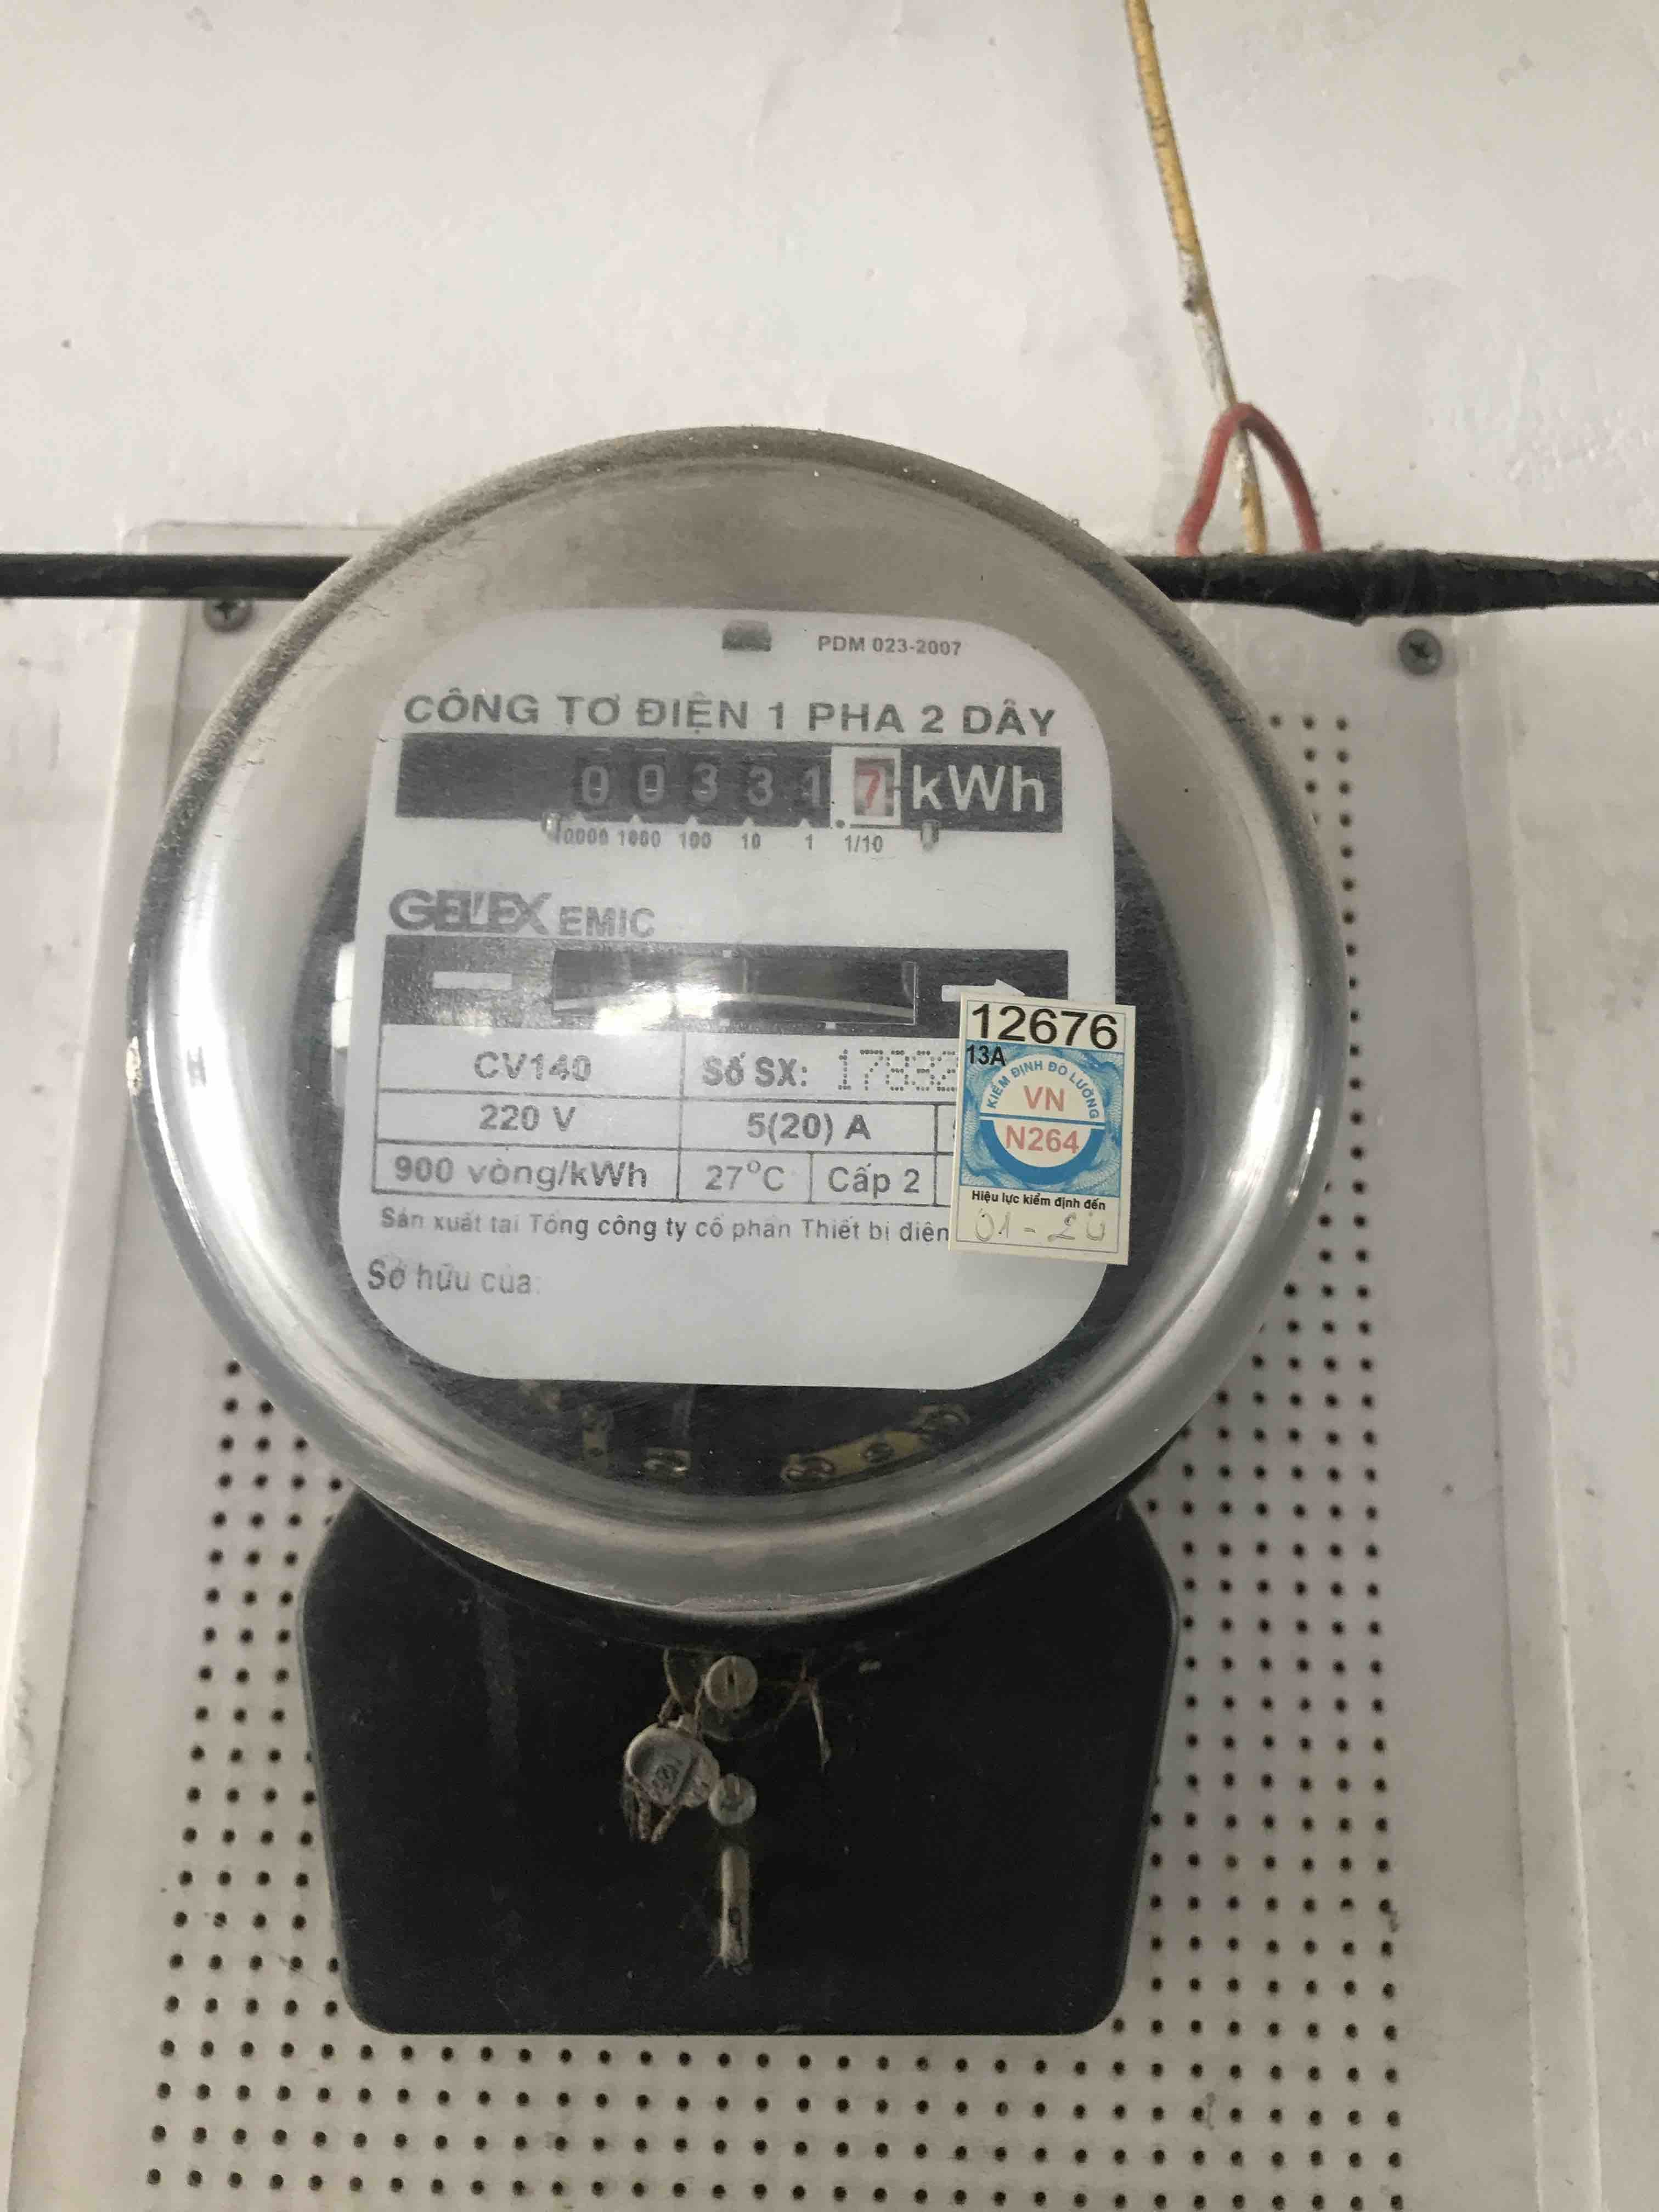 PDM 023-2007
CÔNG TƠ ĐIỆN 1 PHA 2 DÂY
0 0 3 3 1 7 kWh
10000 1000 100 10 1 1/10
GELEX EMIC
CV140 Số SX:
220 V 5(20) A
900 vòng/kWh 27°C Cấp 2
Sản xuất tại Tổng công ty cổ phần Thiết bị điện
Sở hữu của:
12676
13A
KIỂM ĐỊNH ĐO LƯỜNG
VN
N264
Hiệu lực kiểm định đến